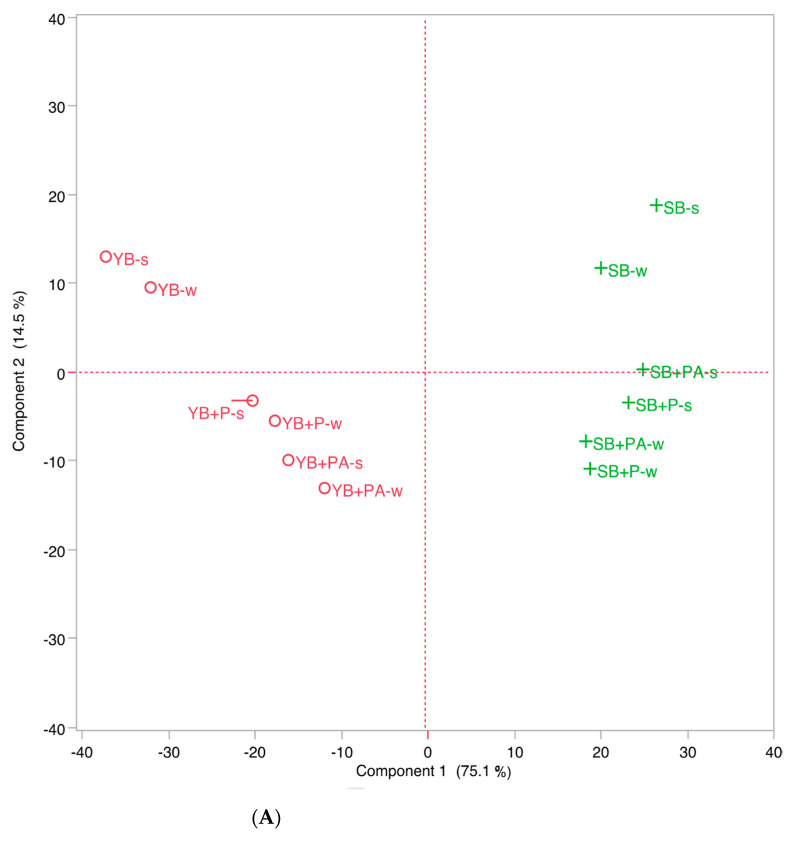 40
30
20
10
0
-10
-20
-30
-40
Component 2 (14.5 %)
SB-s
YB-s
SB-w
YB-w
SB+PA-s
SB+P-s
YB+P-s
YB+P-w
SB+PA-w
YB+PA-s
SB+P-w
YB+PA-w
-40 -30 -20 -10 0 10 20 30 40
Component 1 (75.1 %)
(A)